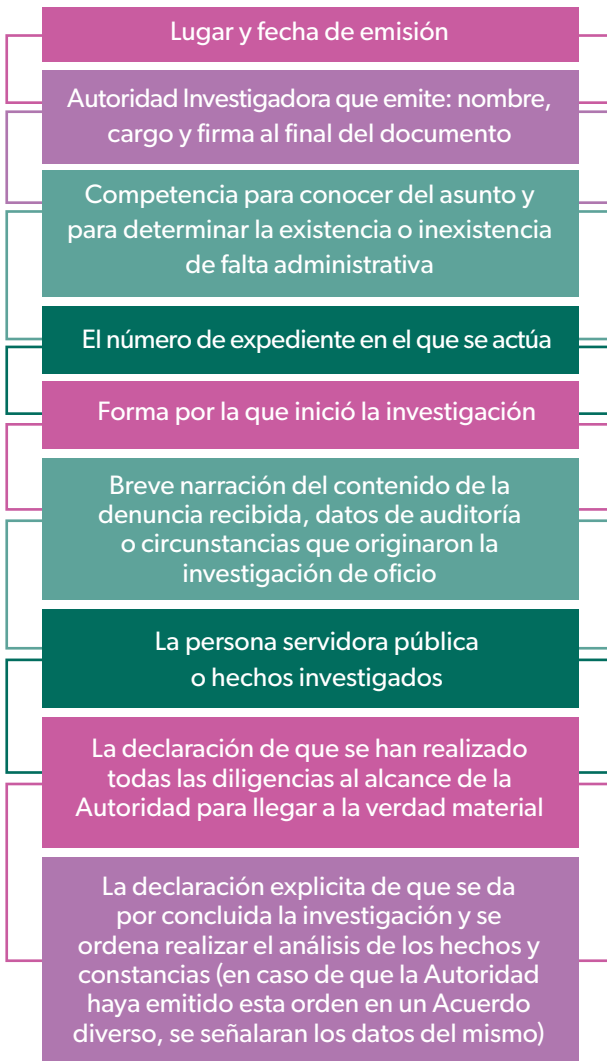 Lugar y fecha de emisión
Autoridad Investigadora que emite: nombre,
cargo y firma al final del documento
Competencia para conocer del asunto y
para determinar la existencia o inexistencia
de falta administrativa
El número de expediente en el que se actúa
Forma por la que inició la investigación
Breve narración del contenido de la
denuncia recibida, datos de auditoría
o circunstancias que originaron la
investigación de oficio
La persona servidora pública
o hechos investigados
La declaración de que se han realizado
todas las diligencias al alcance de la
Autoridad para llegar a la verdad material
La declaración explicita de que se da
por concluida la investigación y se
ordena realizar el análisis de los hechos y
constancias (en caso de que la Autoridad
haya emitido esta orden en un Acuerdo
diverso, se señalaran los datos del mismo)